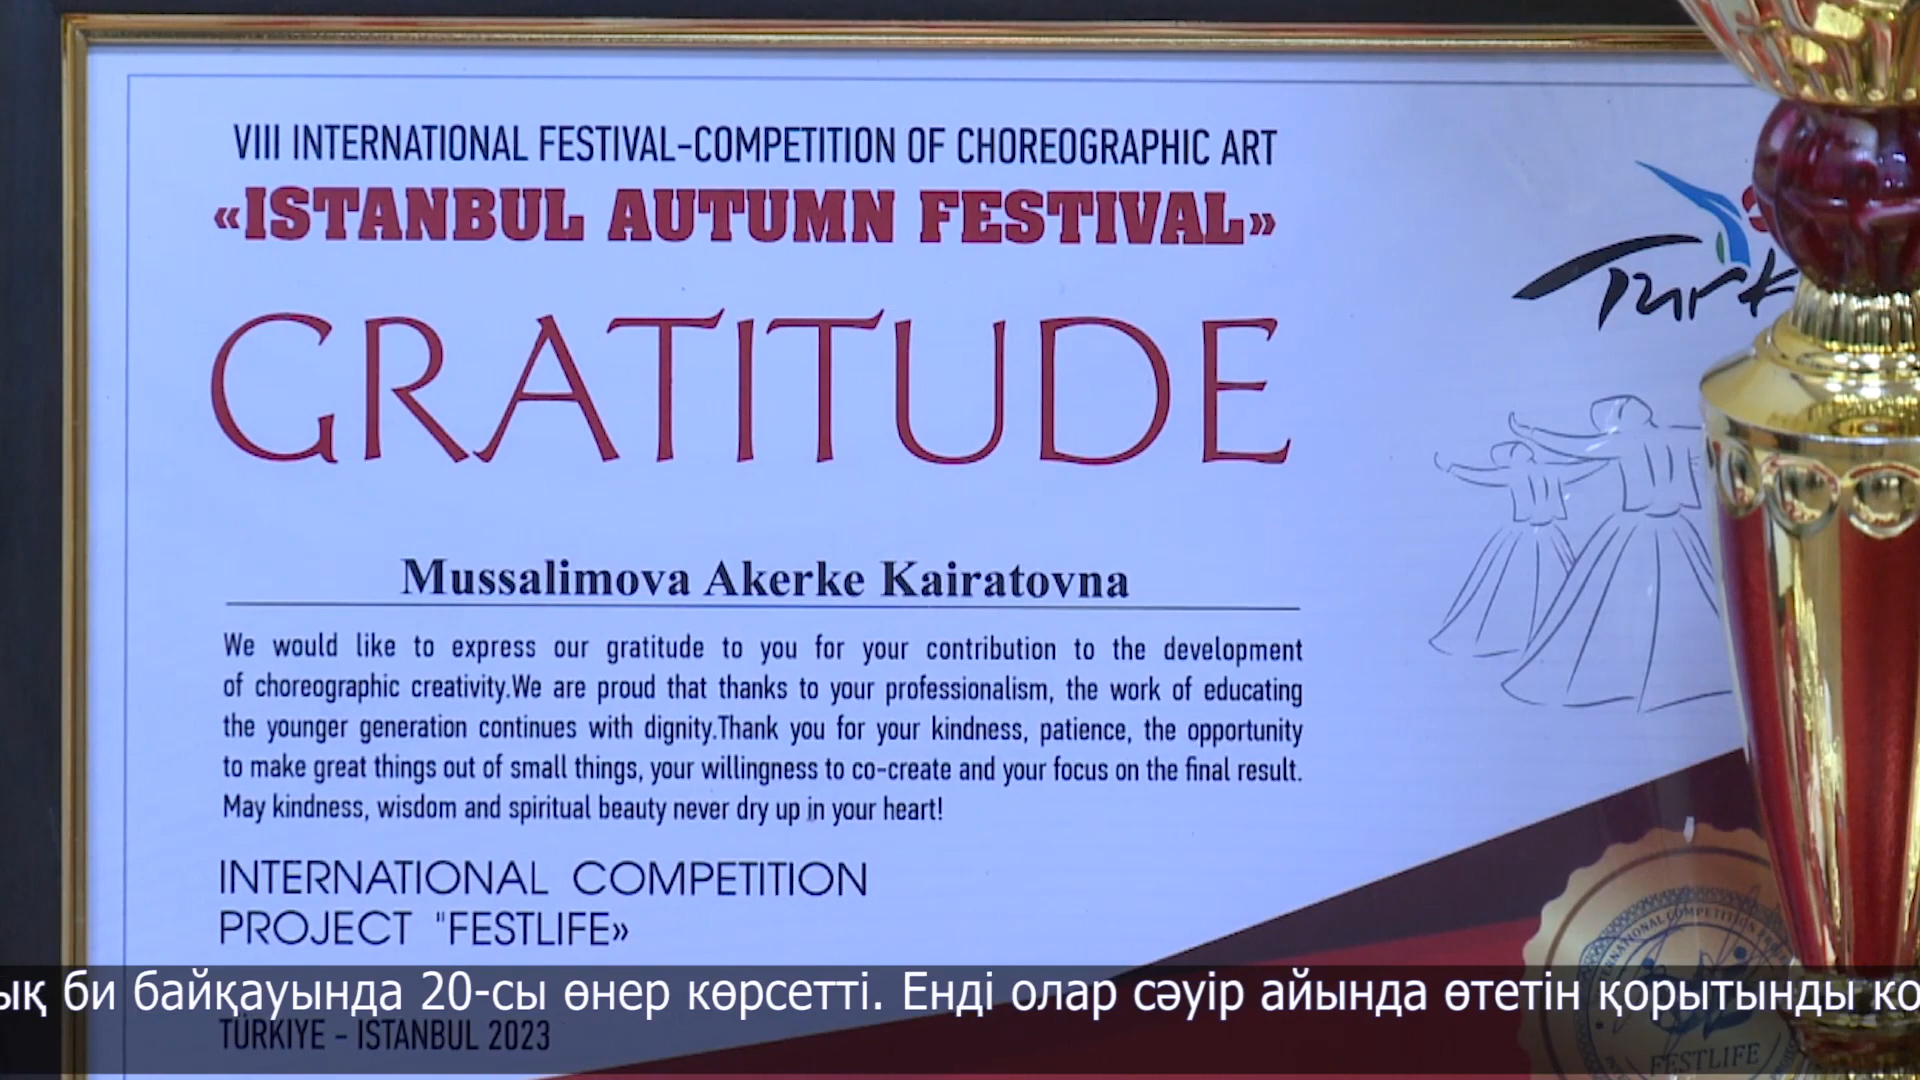 VIII INTERNATIONAL FESTIVAL-COMPETITION OF CHOREOGRAPHIC ART
«ISTANBUL AUTUMN FESTIVAL»
GRATITUDE
Mussalimova Akerke Kairatovna
We would like to express our gratitude to you for your contribution to the development
of choreographic creativity.We are proud that thanks to your professionalism, the work of educating
the younger generation continues with dignity.Thank you for your kindness, patience, the opportunity
to make great things out of small things, your willingness to co-create and your focus on the final result.
May kindness, wisdom and spiritual beauty never dry up in your heart!
INTERNATIONAL COMPETITION
PROJECT "FESTLIFE»
би байқауында 20-сы өнер көрсетті. Енді олар сәуір айында өтетін қорытынды
TÜRKIYE - ISTANBUL 2023
FESTLIFE